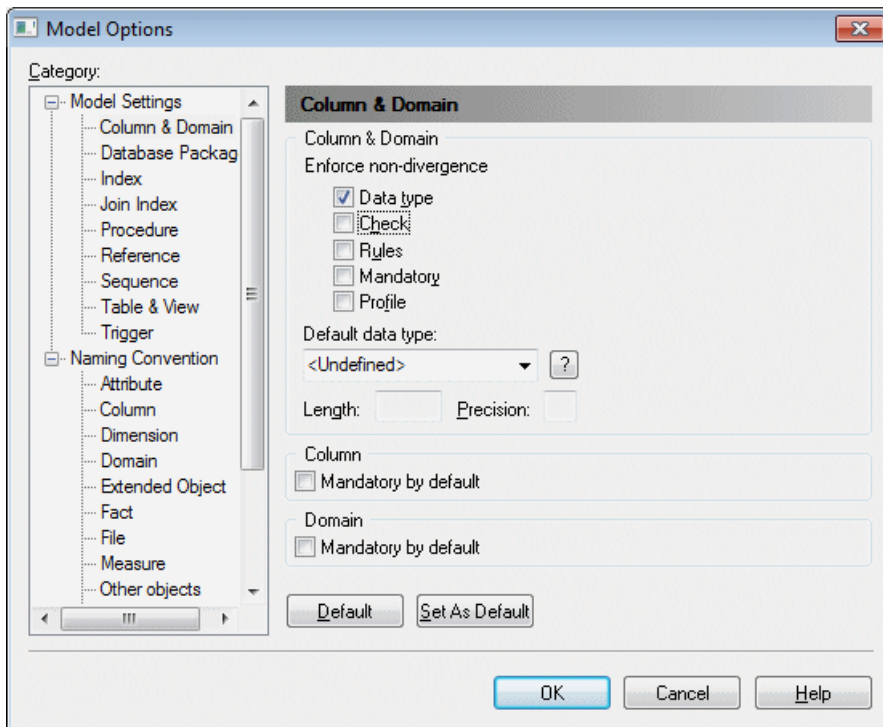 Model Options
Category:
Model Settings
Column & Domain
Database Packag
Index
Join Index
Procedure
Reference
Sequence
Table & View
Trigger
Naming Convention
Attribute
Column
Dimension
Domain
Extended Object
Fact
File
Measure
Other objects
Column & Domain
Column & Domain
Enforce non-divergence
Data type
Check
Rules
Mandatory
Profile
Default data type:
<Undefined>
?
Length:
Precision:
Column
Mandatory by default
Domain
Mandatory by default
Default
Set As Default
OK
Cancel
Help